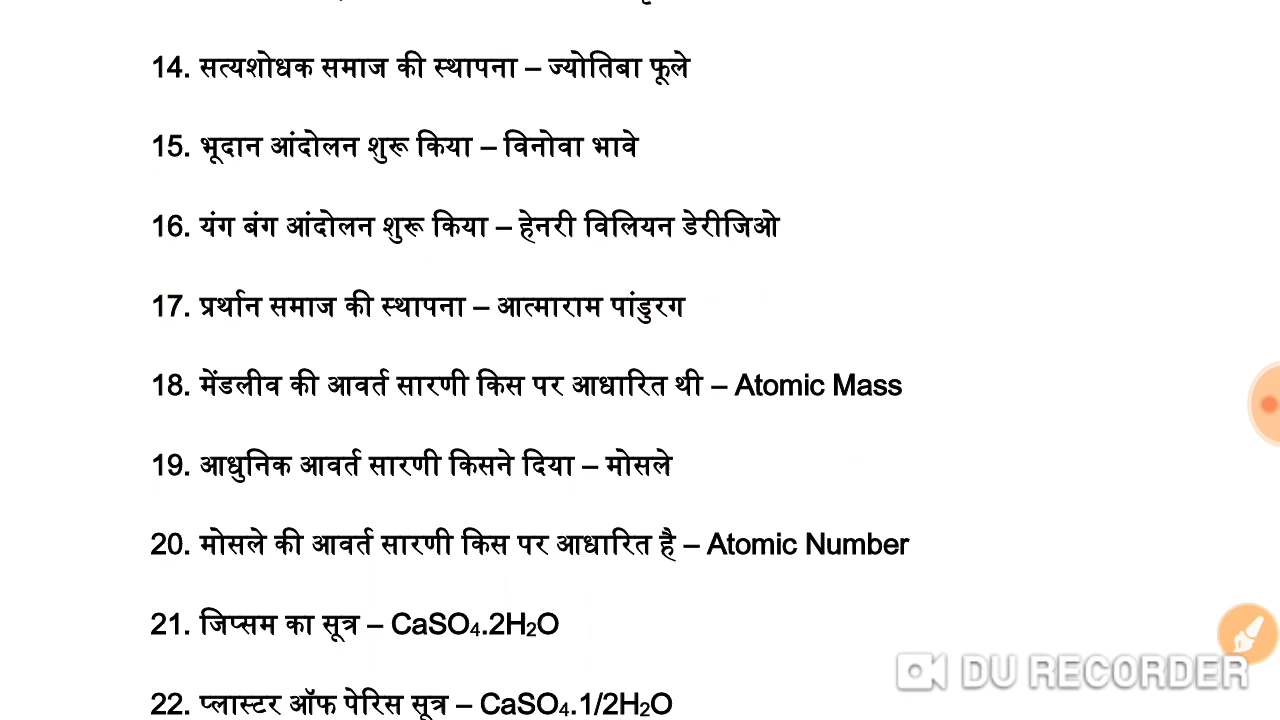 14. सत्यशोधक समाज की स्थापना – ज्योतिबा फूले
15. भूदान आंदोलन शुरू किया – विनोवा भावे
16. यंग बंग आंदोलन शुरू किया – हेनरी विलियन डेरीजिओ
17. प्रर्थान समाज की स्थापना – आत्माराम पांडुरग
18. मेंडलीव की आवर्त सारणी किस पर आधारित थी – Atomic Mass
19. आधुनिक आवर्त सारणी किसने दिया – मोसले
20. मोसले की आवर्त सारणी किस पर आधारित है – Atomic Number
21. जिप्सम का सूत्र – CaSO₄.2H₂O
22. प्लास्टर ऑफ पेरिस सूत्र – CaSO₄.1/2H₂O
DU RECORDER